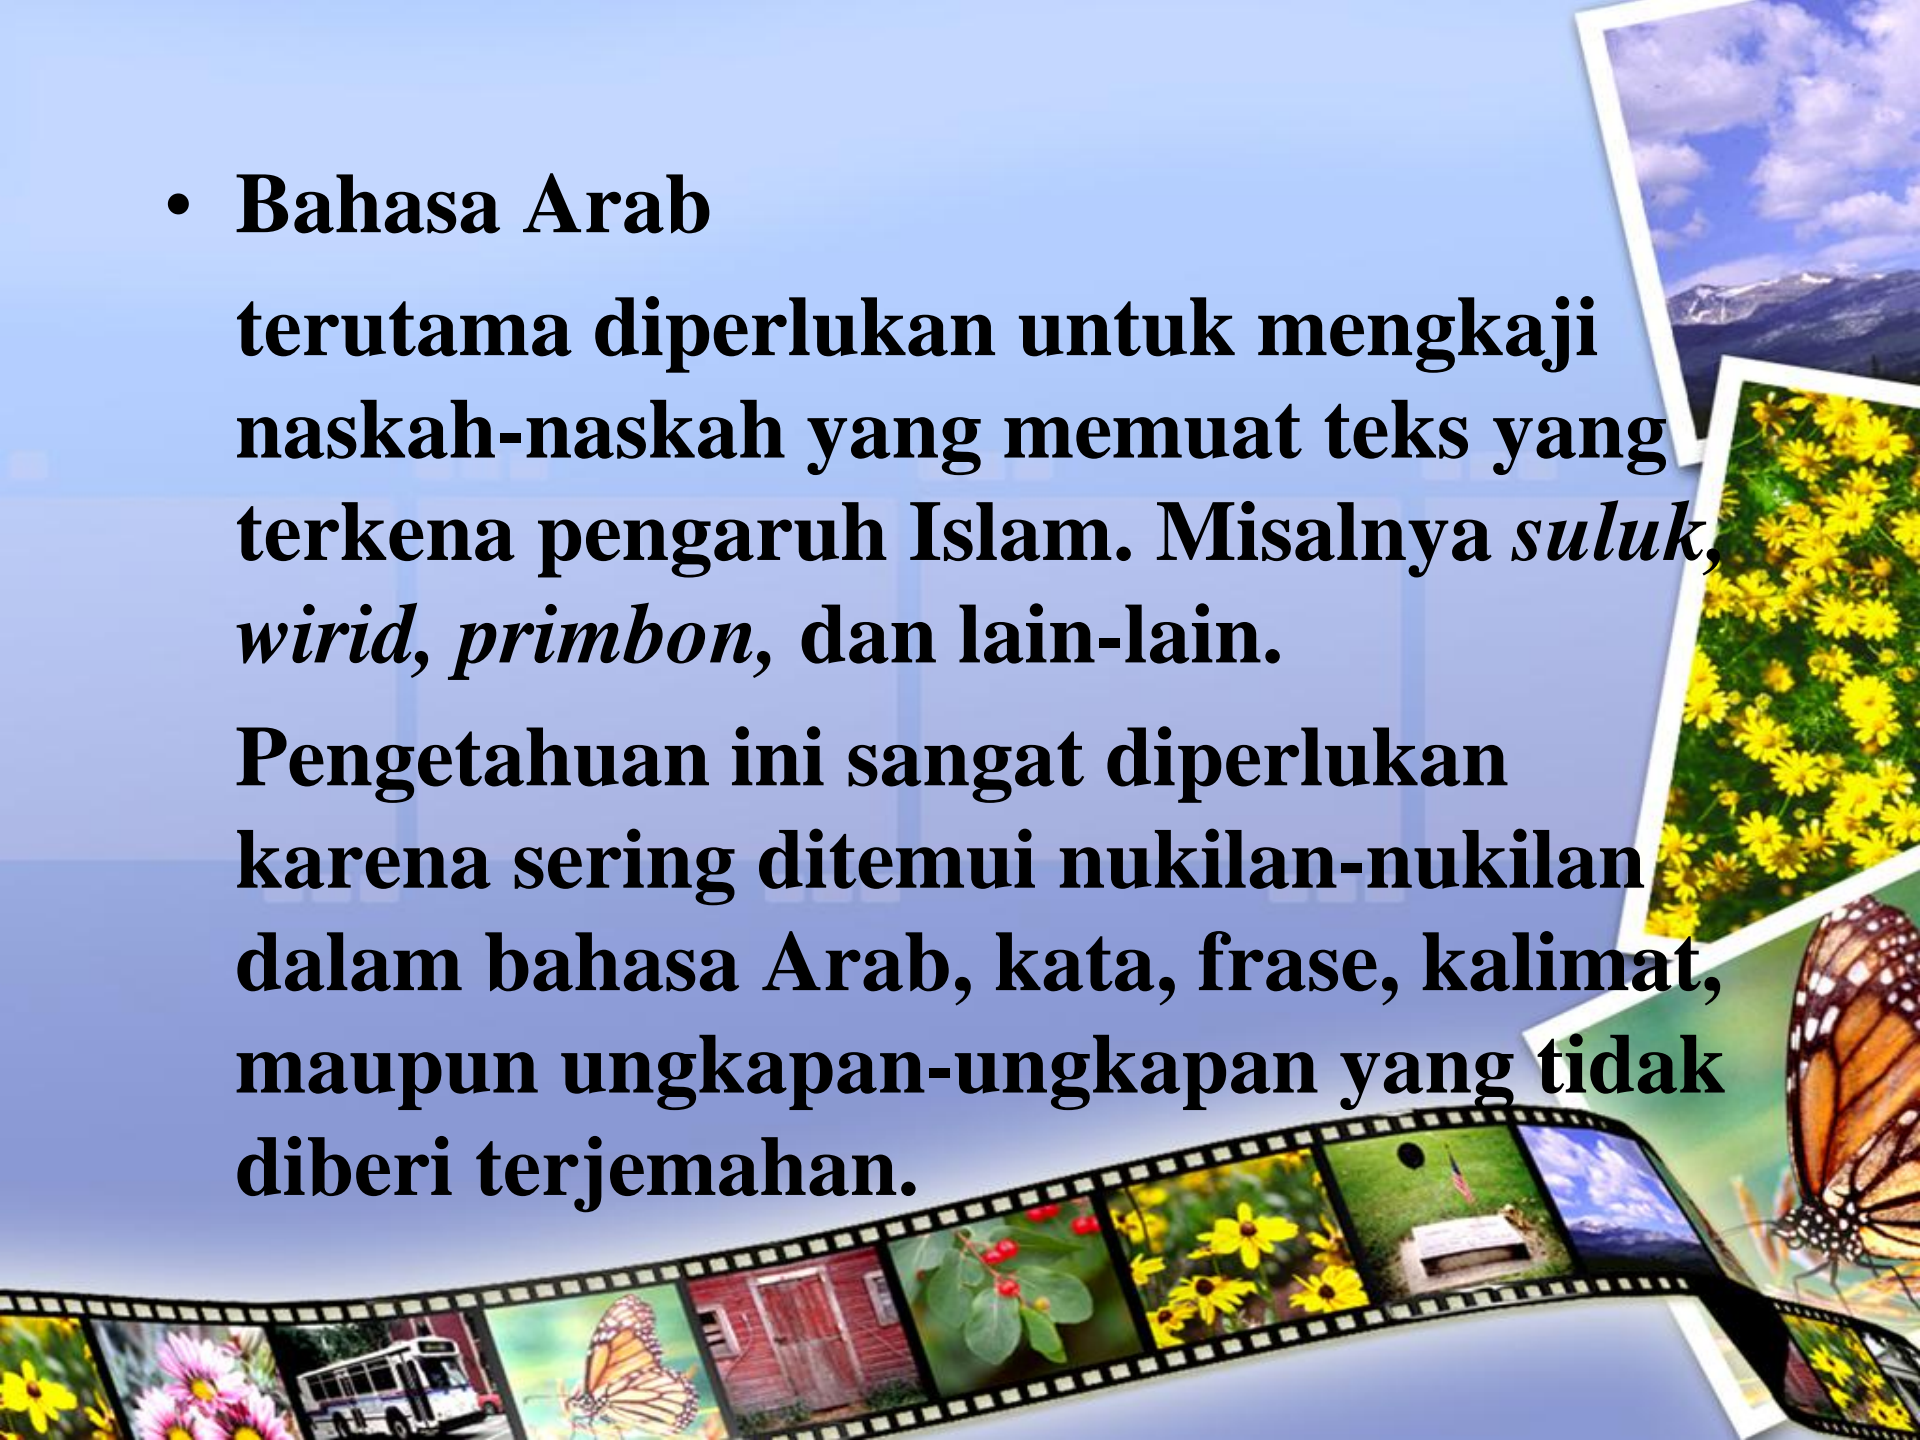 • Bahasa Arab
terutama diperlukan untuk mengkaji
naskah-naskah yang memuat teks yang
terkena pengaruh Islam. Misalnya suluk,
wirid, primbon, dan lain-lain.
Pengetahuan ini sangat diperlukan
karena sering ditemui nukilan-nukilan
dalam bahasa Arab, kata, frase, kalimat,
maupun ungkapan-ungkapan yang tidak
diberi terjemahan.